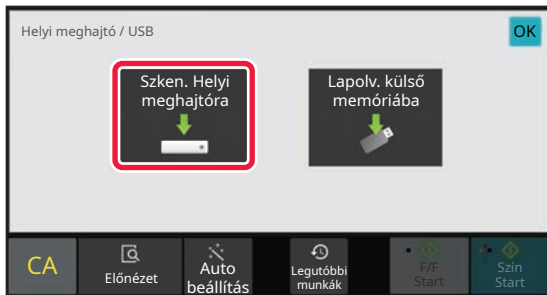 Helyi meghajtó / USB
OK
Szken. Helyi
meghajtóra
Lapolv. külső
memóriába
CA
Előnézet
Auto
beállítás
Legutóbbi
munkák
F/F
Start
Szín
Start